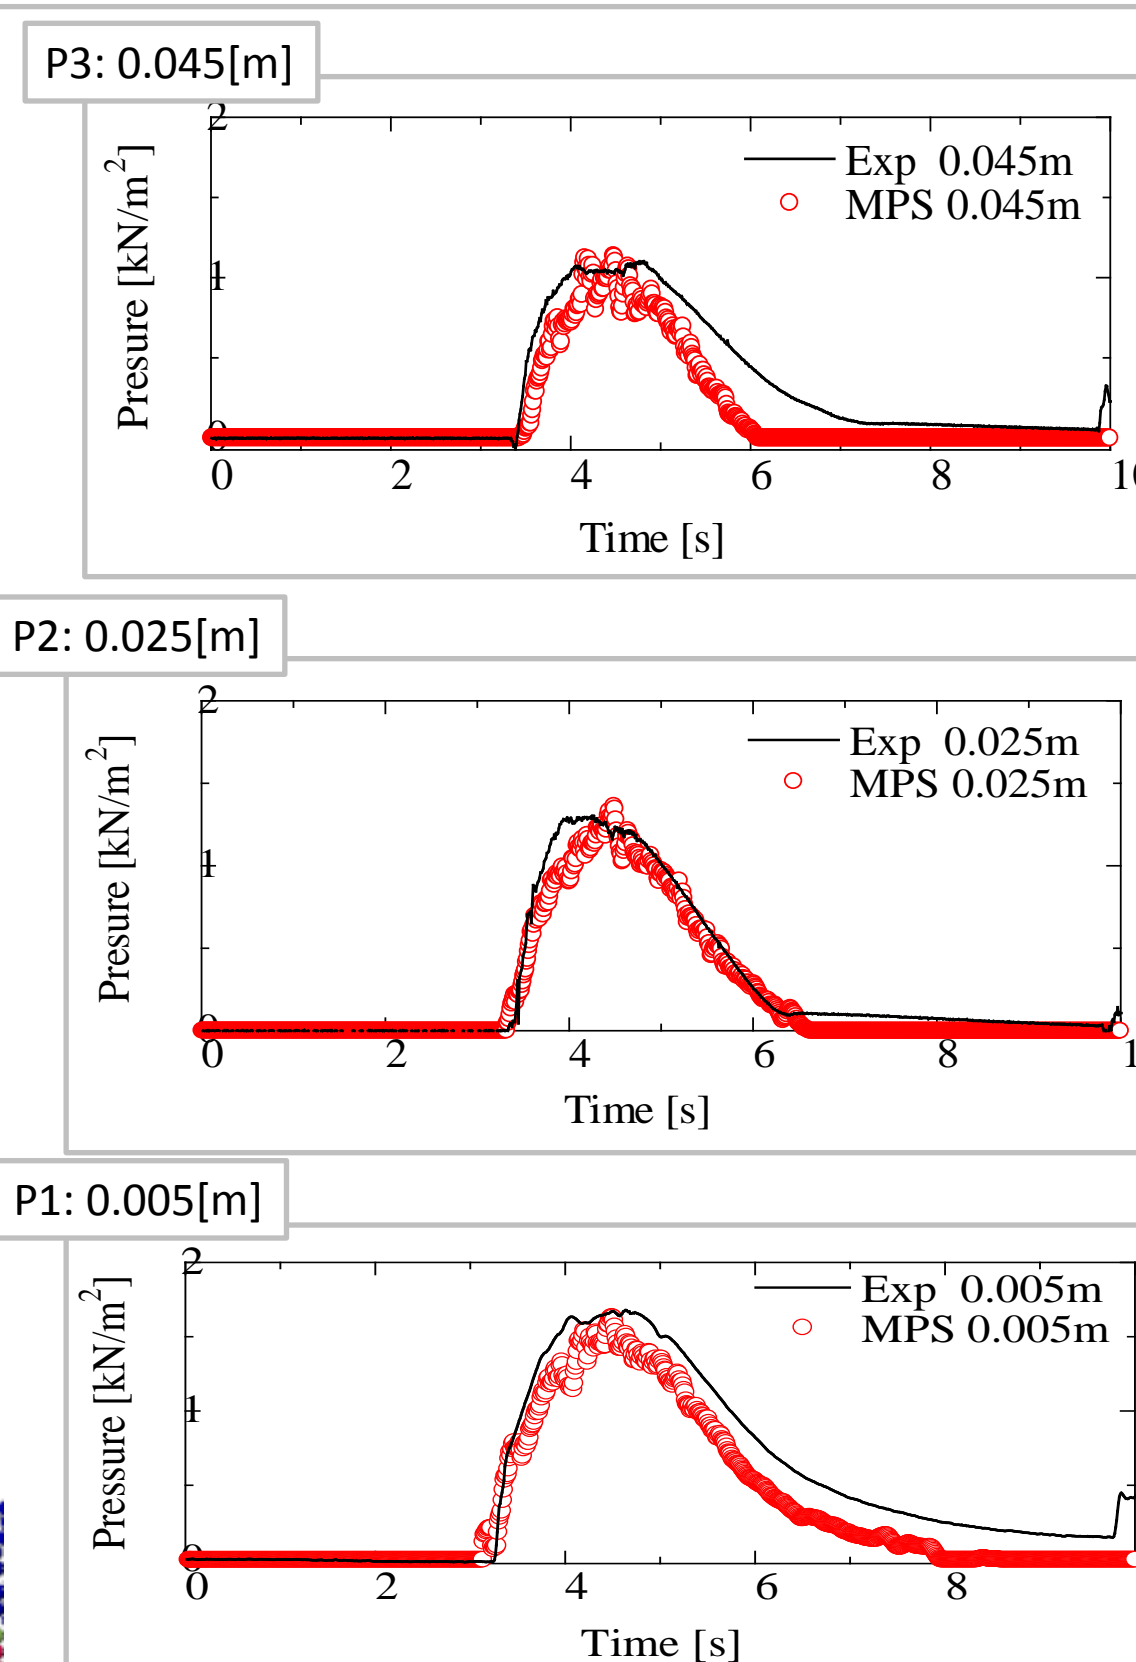 P3: 0.045[m]
2
Exp 0.045m
MPS 0.045m
Presure [kN/m2]
1
0
0 2 4 6 8 10
Time [s]
P2: 0.025[m]
2
Exp 0.025m
MPS 0.025m
Presure [kN/m2]
1
0
0 2 4 6 8 1
Time [s]
P1: 0.005[m]
2
Exp 0.005m
MPS 0.005m
Pressure [kN/m2]
1
0
0 2 4 6 8
Time [s]